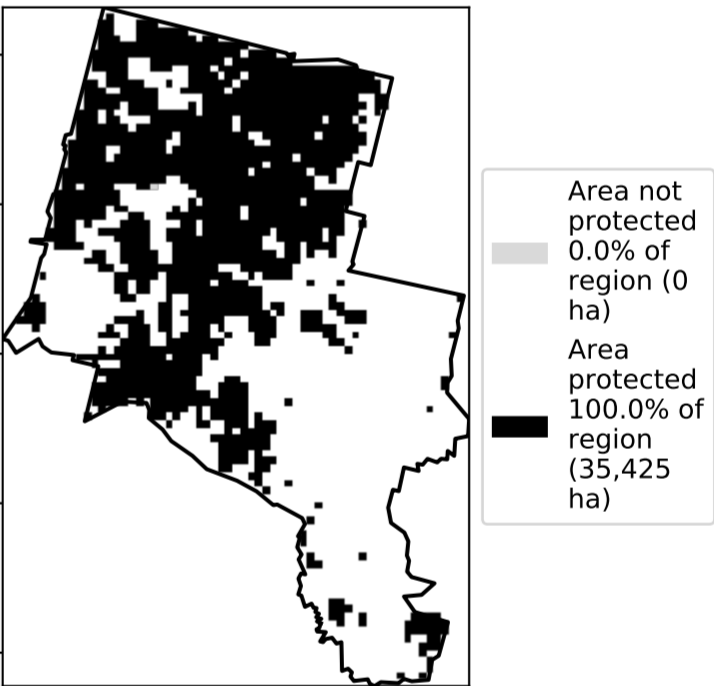 Area not
protected
0.0% of
region (0
ha)
Area
protected
100.0% of
region
(35,425
ha)